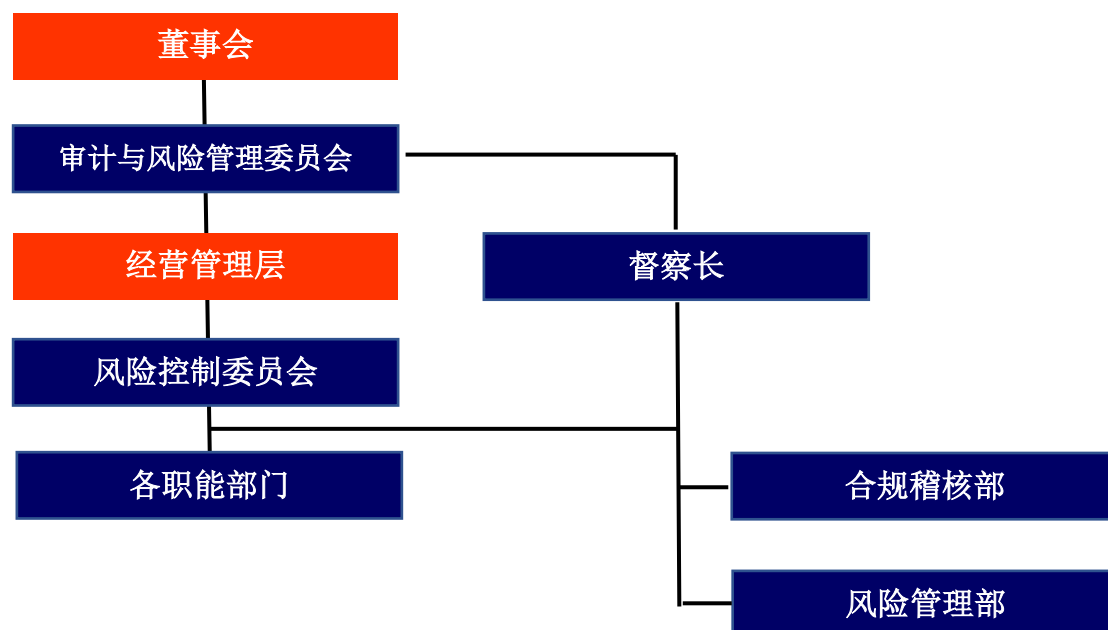 董事会
审计与风险管理委员会
经营管理层
督察长
风险控制委员会
各职能部门
合规稽核部
风险管理部